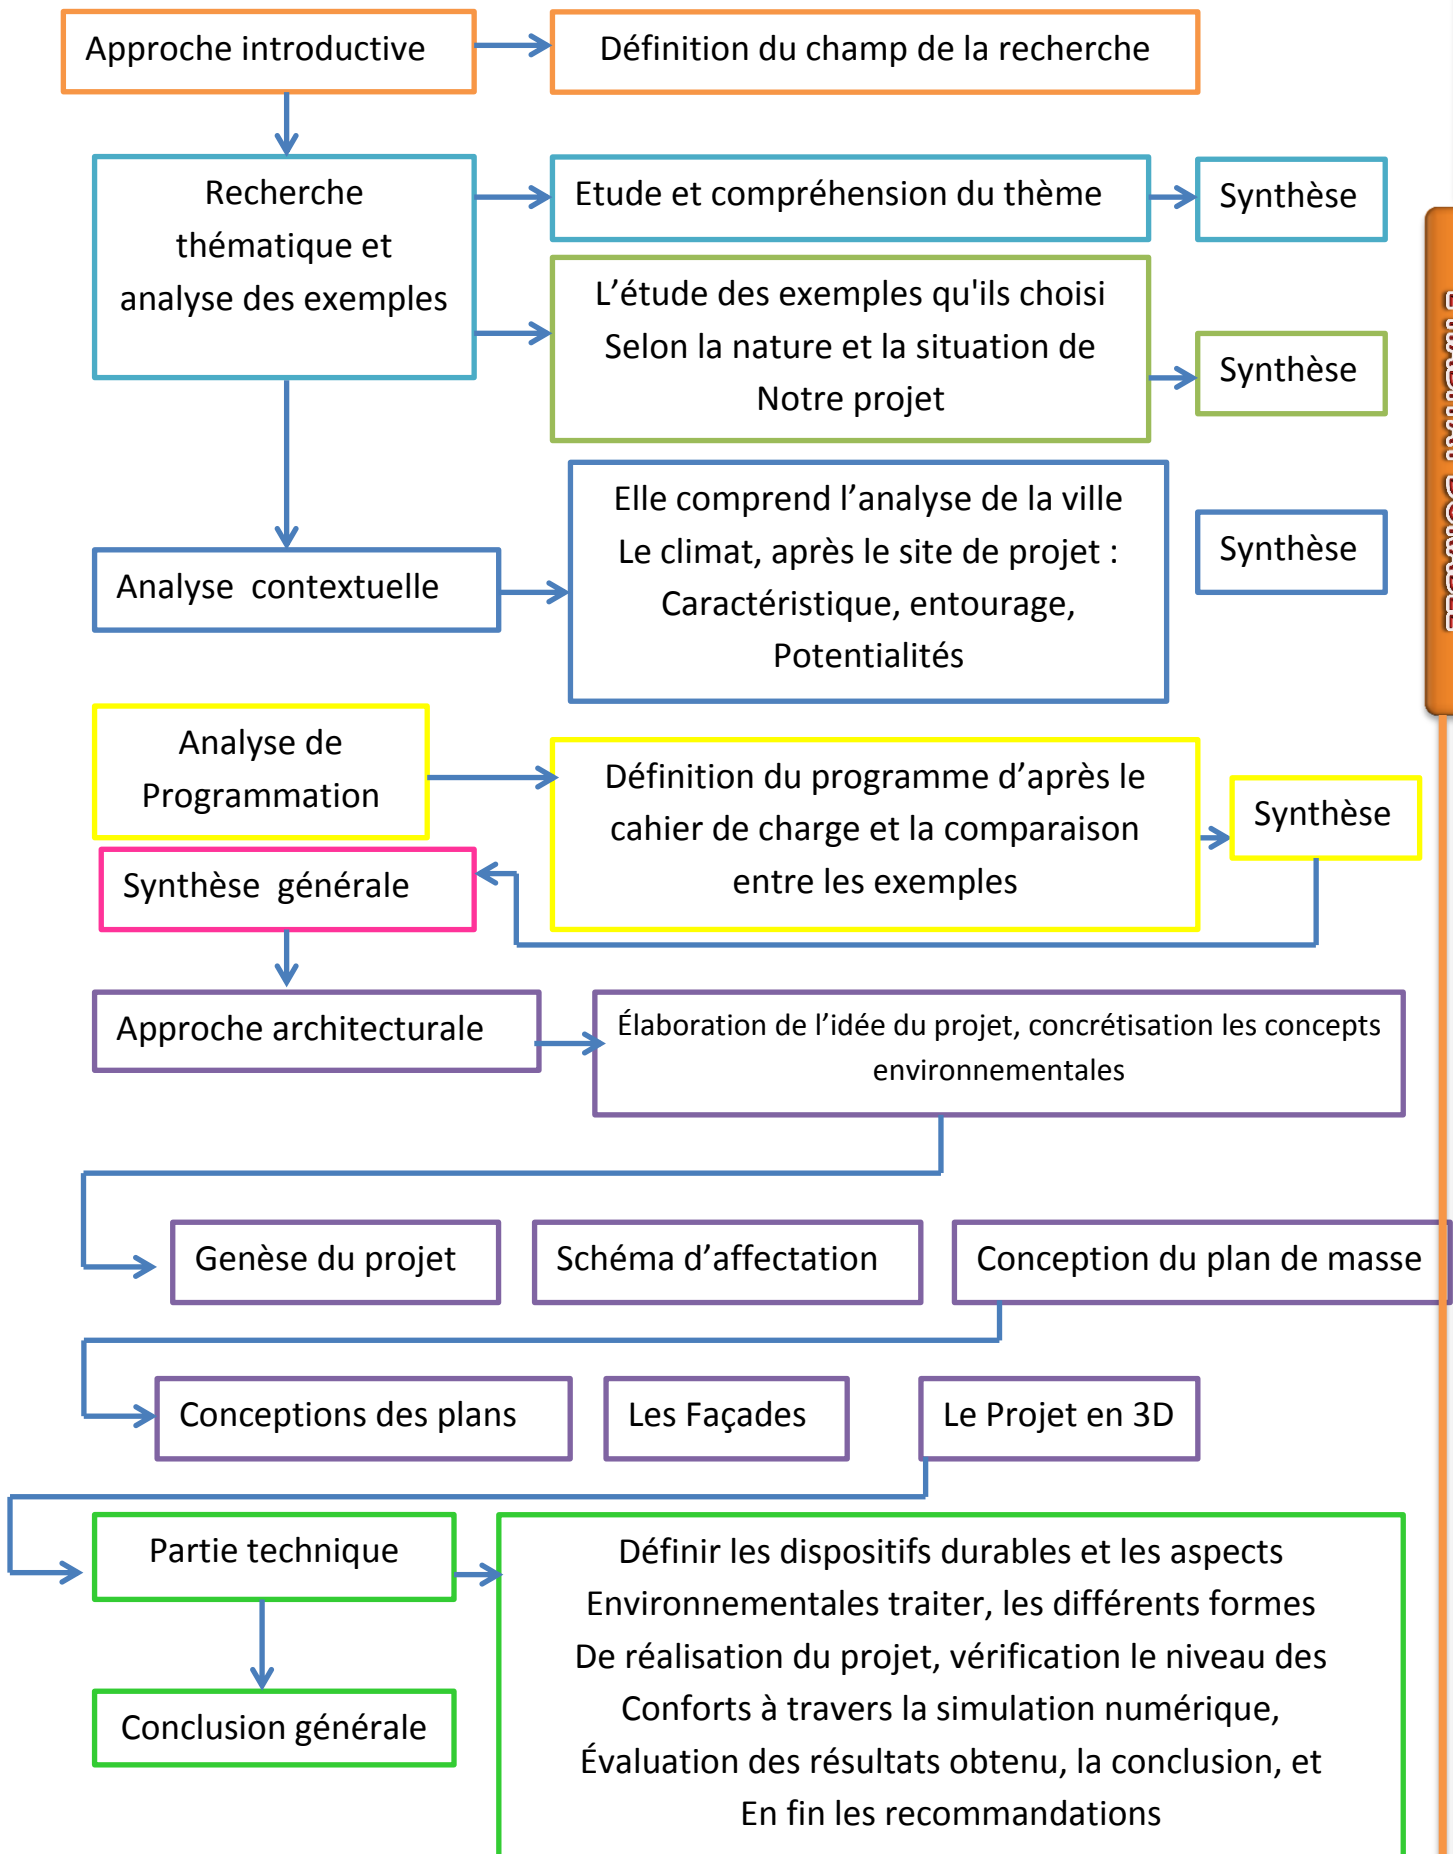 Approche introductive
Définition du champ de la recherche
Recherche
thématique et
analyse des exemples
Etude et compréhension du thème
Synthèse
L’étude des exemples qu'ils choisi
Selon la nature et la situation de
Notre projet
Synthèse
Analyse  contextuelle
Elle comprend l’analyse de la ville
Le climat, après le site de projet :
Caractéristique, entourage,
Potentialités
Synthèse
Analyse de
Programmation
Définition du programme d’après le
cahier de charge et la comparaison
entre les exemples
Synthèse
Synthèse  générale
Approche architecturale
Élaboration de l’idée du projet, concrétisation les concepts
environnementales
Genèse du projet
Schéma d’affectation
Conception du plan de masse
Conceptions des plans
Les Façades
Le Projet en 3D
Partie technique
Définir les dispositifs durables et les aspects
Environnementales traiter, les différents formes
De réalisation du projet, vérification le niveau des
Conforts à travers la simulation numérique,
Évaluation des résultats obtenu, la conclusion, et
En fin les recommandations
Conclusion générale